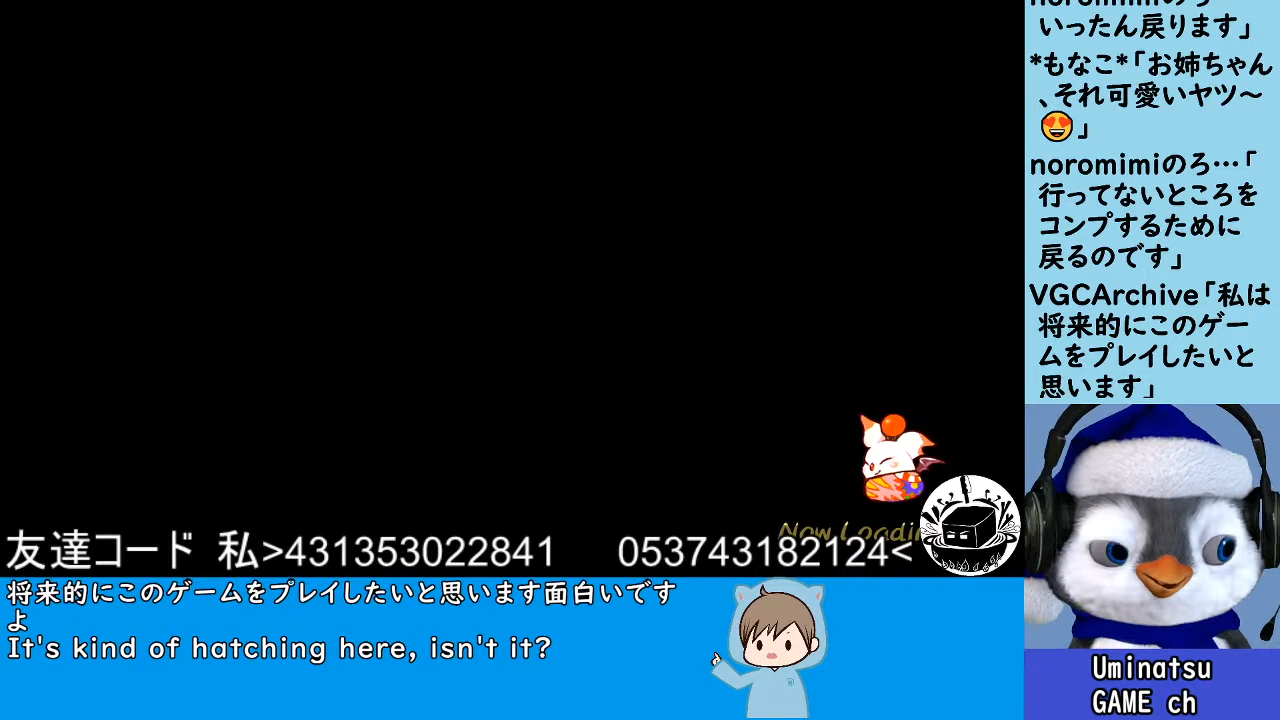 いったん戻ります」
*もなこ*「お姉ちゃん
、それ可愛いヤツ~
😍」
noromimiのろ…「
行ってないところを
コンプするために
戻るのです」
VGCArchive「私は
将来的にこのゲー
ムをプレイしたいと
思います」
友達コード 私>431353022841 053743182124<
将来的にこのゲームをプレイしたいと思います面白いです
よ
It's kind of hatching here, isn't it?
Uminatsu
GAME ch